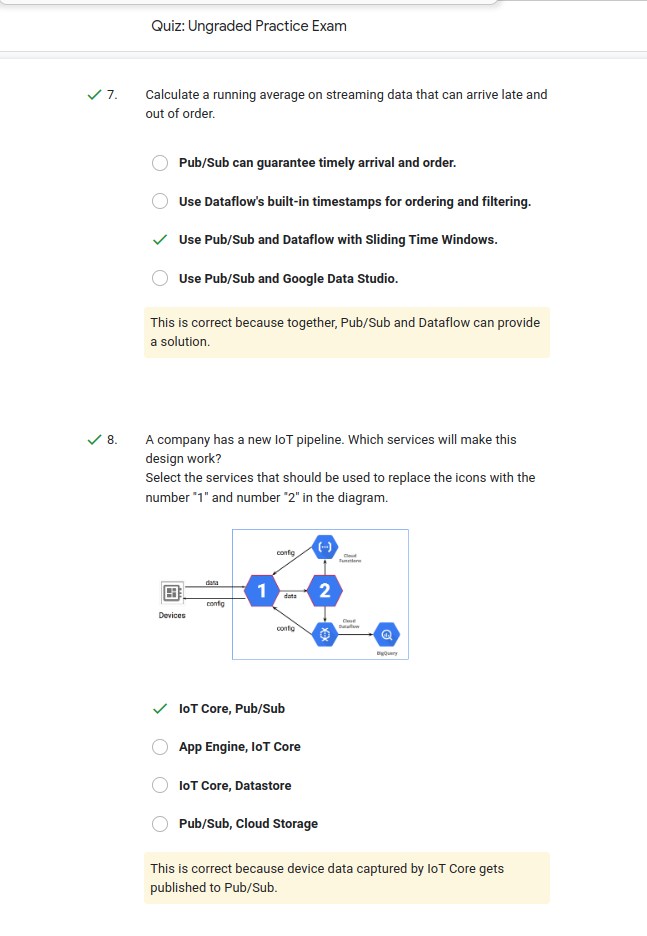 Quiz: Ungraded Practice Exam
7.
Calculate a running average on streaming data that can arrive late and
out of order.
Pub/Sub can guarantee timely arrival and order.
Use Dataflow's built-in timestamps for ordering and filtering.
Use Pub/Sub and Dataflow with Sliding Time Windows.
Use Pub/Sub and Google Data Studio.
This is correct because together, Pub/Sub and Dataflow can provide
a solution.
8.
A company has a new IoT pipeline. Which services will make this
design work?
Select the services that should be used to replace the icons with the
number "1" and number "2" in the diagram.
config
Cloud
Functions
data
1
data
2
config
Devices
config
Cloud
Dataflow
BigQuery
IoT Core, Pub/Sub
App Engine, IoT Core
IoT Core, Datastore
Pub/Sub, Cloud Storage
This is correct because device data captured by IoT Core gets
published to Pub/Sub.